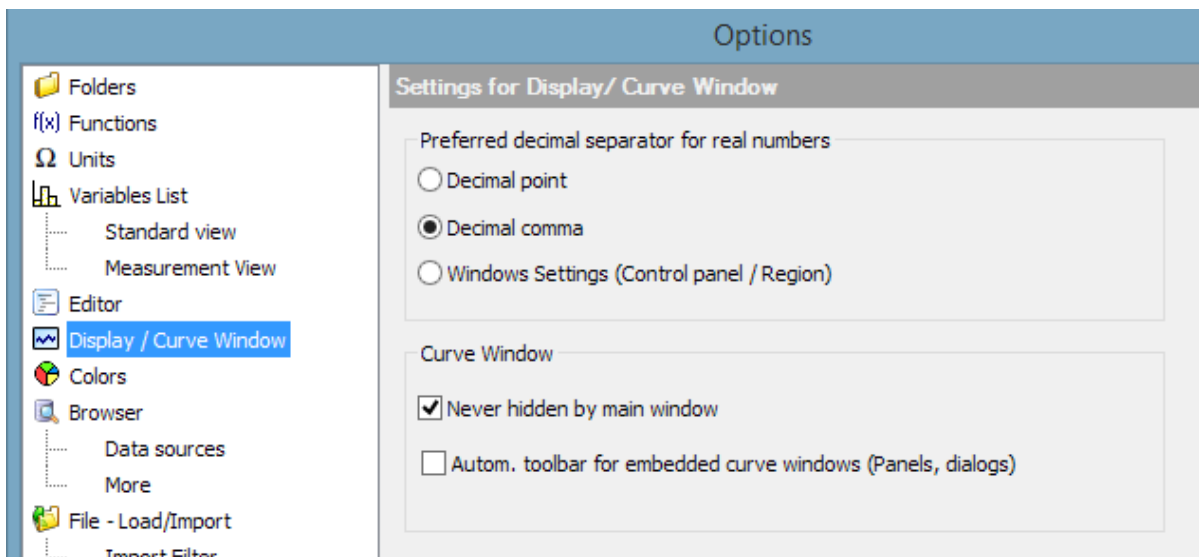 Options
Folders
f(x) Functions
Ω Units
Variables List
Standard view
Measurement View
Editor
Display / Curve Window
Colors
Browser
Data sources
More
File - Load/Import
Import Filter
Settings for Display/ Curve Window
Preferred decimal separator for real numbers
Decimal point
Decimal comma
Windows Settings (Control panel / Region)
Curve Window
Never hidden by main window
Autom. toolbar for embedded curve windows (Panels, dialogs)